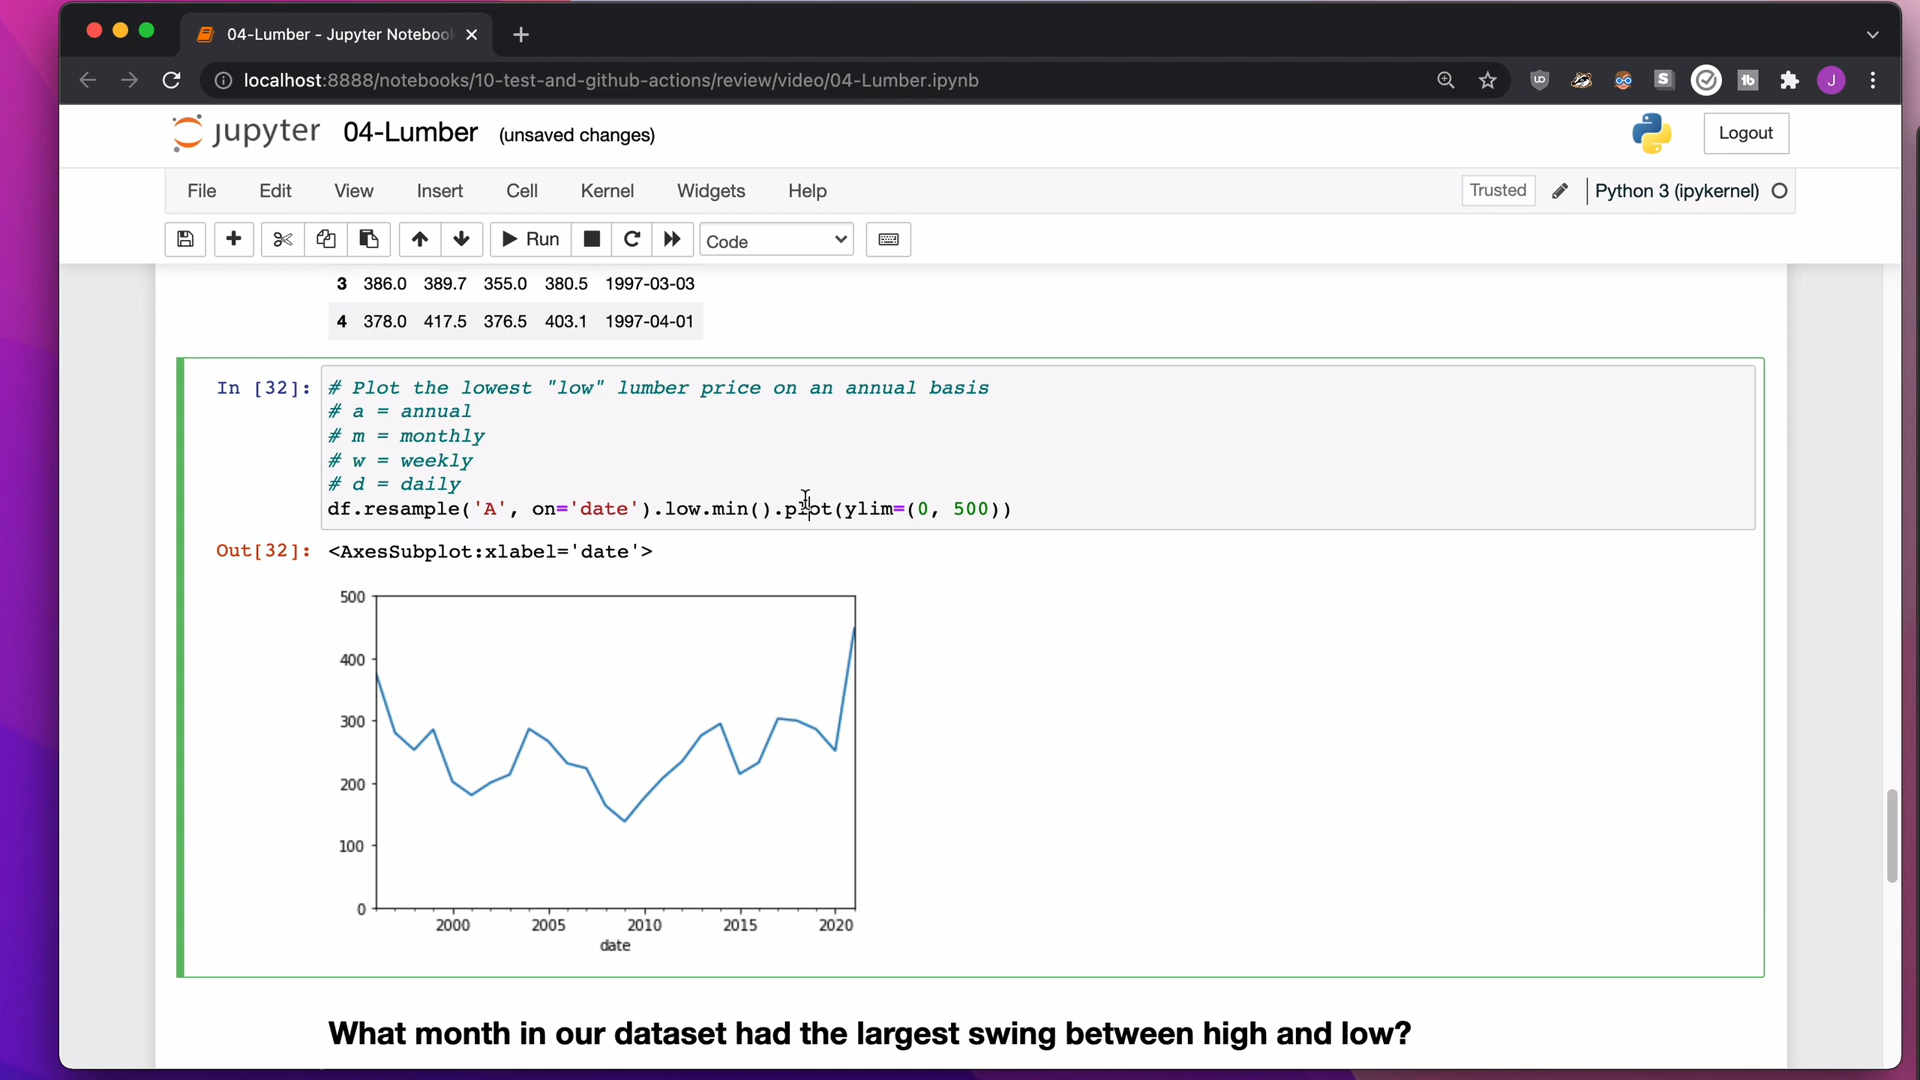 04-Lumber - Jupyter Noteboo
localhost:8888/notebooks/10-test-and-github-actions/review/video/04-Lumber.ipynb
UD
S
tb
J
jupyter 04-Lumber (unsaved changes)
Logout
File Edit View Insert Cell Kernel Widgets Help
Trusted
Python 3 (ipykernel)
Run
Code
3 386.0 389.7 355.0 380.5 1997-03-03
4 378.0 417.5 376.5 403.1 1997-04-01
In [32]:
# Plot the lowest "low" lumber price on an annual basis
# a = annual
# m = monthly
# w = weekly
# d = daily
df.resample('A', on='date').low.min().plot(ylim=(0, 500))
Out[32]: <AxesSubplot:xlabel='date'>
500
400
300
200
100
0
2000 2005 2010 2015 2020
date
What month in our dataset had the largest swing between high and low?